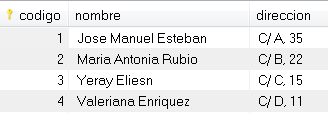 codigo nombre direccion
1 Jose Manuel Esteban C/ A, 35
2 Maria Antonia Rubio C/ B, 22
3 Yeray Eliesn C/ C, 15
4 Valeriana Enriquez C/ D, 11